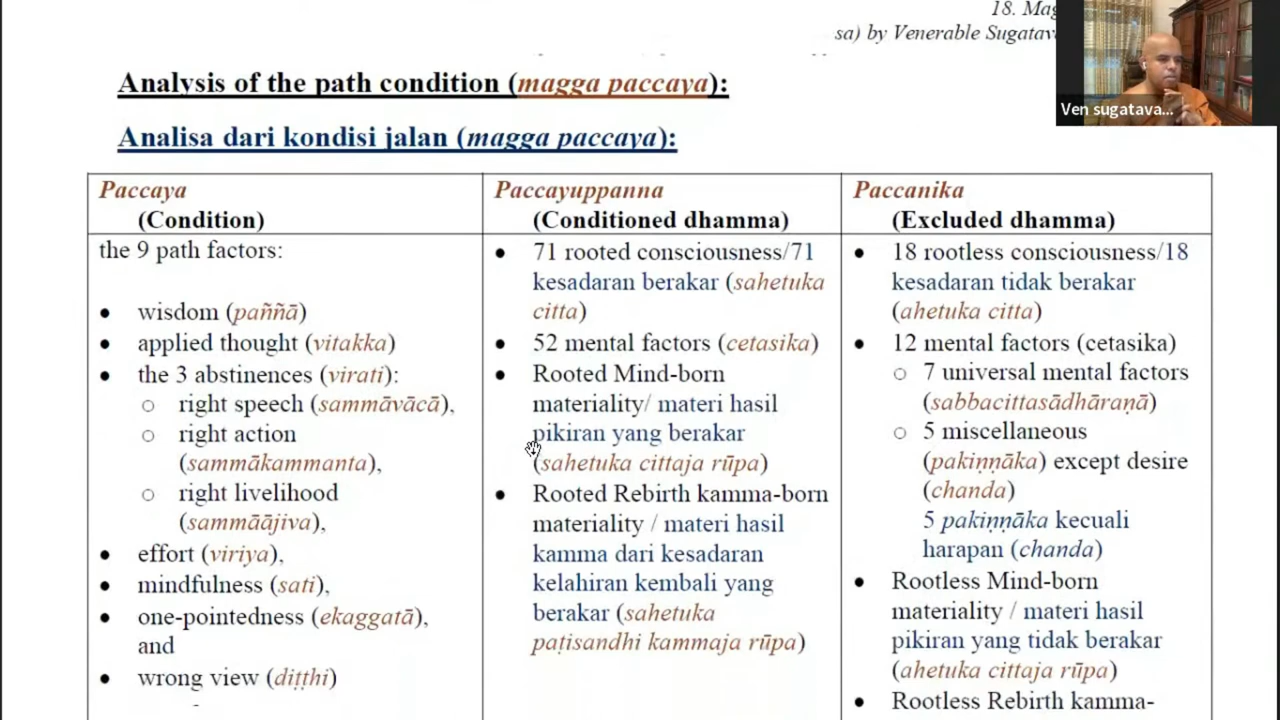 18. Mag
sa) by Venerable Sugatav
Ven sugatava...
Analysis of the path condition (magga paccaya):
Analisa dari kondisi jalan (magga paccaya):
Paccaya
(Condition)
the 9 path factors:
• wisdom (paññā)
• applied thought (vitakka)
• the 3 abstinences (virati):
○ right speech (sammāvācā),
○ right action
(sammākammanta),
○ right livelihood
(sammāājiva),
• effort (viriya),
• mindfulness (sati),
• one-pointedness (ekaggatā),
and
• wrong view (diṭṭhi)
Paccayuppanna
(Conditioned dhamma)
• 71 rooted consciousness/71
kesadaran berakar (sahetuka
citta)
• 52 mental factors (cetasika)
• Rooted Mind-born
materiality/ materi hasil
pikiran yang berakar
(sahetuka cittaja rūpa)
• Rooted Rebirth kamma-born
materiality / materi hasil
kamma dari kesadaran
kelahiran kembali yang
berakar (sahetuka
paṭisandhi kammaja rūpa)
Paccanika
(Excluded dhamma)
• 18 rootless consciousness/18
kesadaran tidak berakar
(ahetuka citta)
• 12 mental factors (cetasika)
○ 7 universal mental factors
(sabbacittasādhāraṇā)
○ 5 miscellaneous
(pakiṇṇāka) except desire
(chanda)
5 pakiṇṇāka kecuali
harapan (chanda)
• Rootless Mind-born
materiality / materi hasil
pikiran yang tidak berakar
(ahetuka cittaja rūpa)
• Rootless Rebirth kamma-